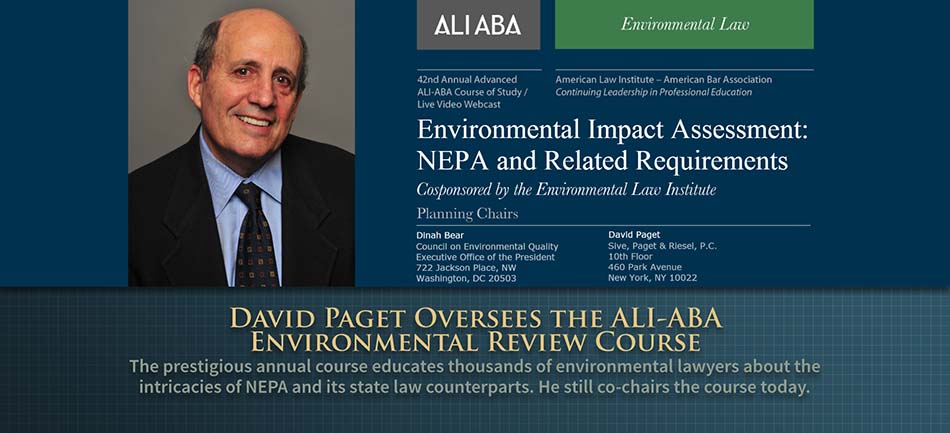 ALI ABA
Environmental Law
42nd Annual Advanced
ALI-ABA Course of Study /
Live Video Webcast
American Law Institute – American Bar Association
Continuing Leadership in Professional Education
Environmental Impact Assessment:
NEPA and Related Requirements
Cosponsored by the Environmental Law Institute
Planning Chairs
Dinah Bear
Council on Environmental Quality
Executive Office of the President
722 Jackson Place, NW
Washington, DC 20503
David Paget
Sive, Paget & Riesel, P.C.
10th Floor
460 Park Avenue
New York, NY 10022
David Paget Oversees the ALI-ABA
Environmental Review Course
The prestigious annual course educates thousands of environmental lawyers about the
intricacies of NEPA and its state law counterparts. He still co-chairs the course today.